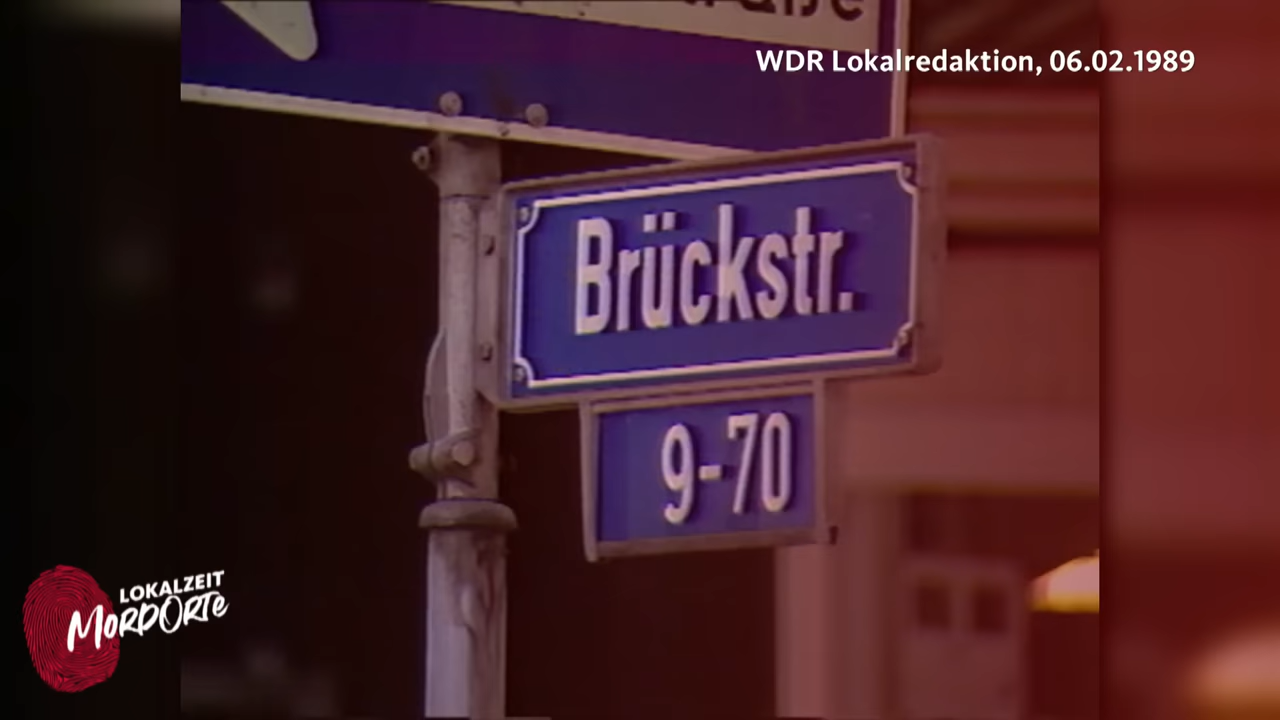 WDR Lokalredaktion, 06.02.1989
Brückstr.
9-70
LOKALZEIT
MORDORTE